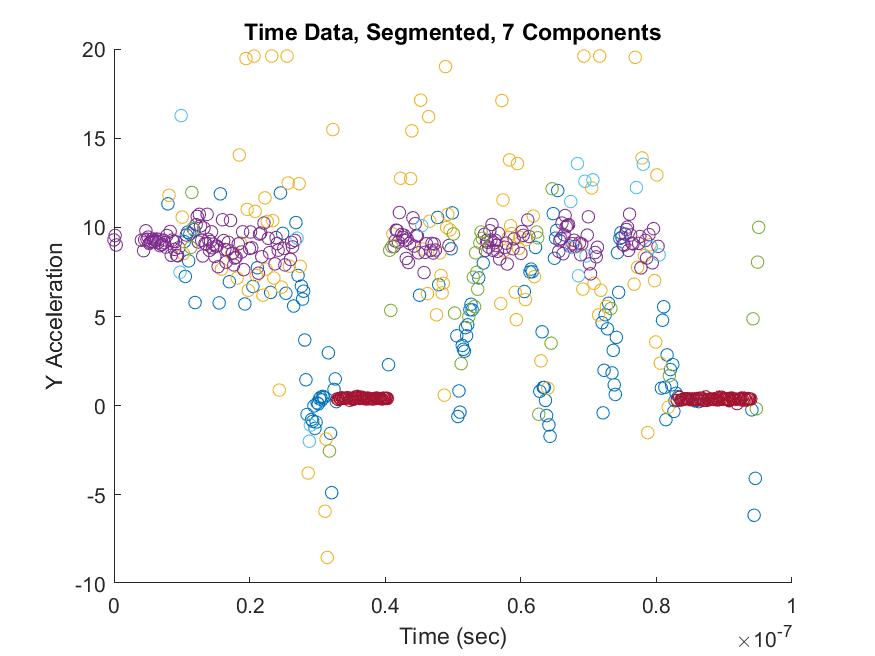 Time Data, Segmented, 7 Components
20
15
10
5
0
-5
-10
Y Acceleration
0 0.2 0.4 0.6 0.8 1
Time (sec)
×10⁻⁷